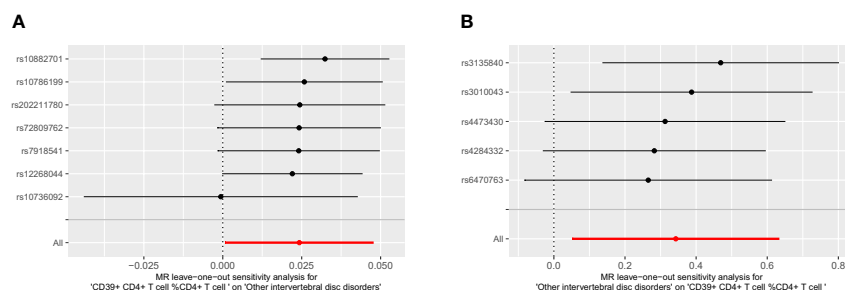 A
rs10882701
rs10786199
rs202211780
rs72809762
rs7918541
rs12268044
rs10736092
All
−0.025 0.000 0.025 0.050
MR leave−one−out sensitivity analysis for
'CD39+ CD4+ T cell %CD4+ T cell ' on 'Other intervertebral disc disorders'
B
rs3135840
rs3010043
rs4473430
rs4284332
rs6470763
All
0.0 0.2 0.4 0.6 0.8
MR leave−one−out sensitivity analysis for
'Other intervertebral disc disorders' on 'CD39+ CD4+ T cell %CD4+ T cell '